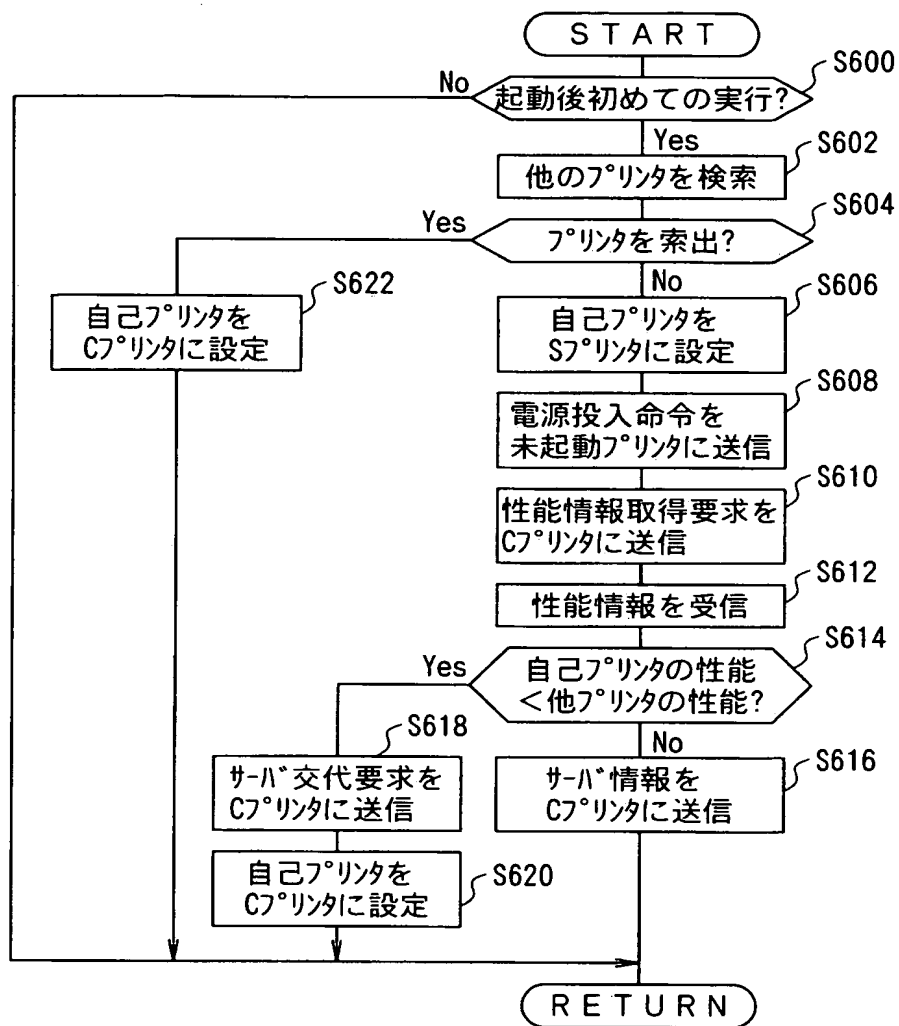 START
S600
No
起動後初めての実行?
Yes
S602
他のプリンタを検索
S604
Yes
プリンタを索出?
No
S622
自己プリンタを
Cプリンタに設定
S606
自己プリンタを
Sプリンタに設定
S608
電源投入命令を
未起動プリンタに送信
S610
性能情報取得要求を
Cプリンタに送信
S612
性能情報を受信
S614
Yes
自己プリンタの性能
<他プリンタの性能?
No
S618
サーバ交代要求を
Cプリンタに送信
S616
サーバ情報を
Cプリンタに送信
S620
自己プリンタを
Cプリンタに設定
RETURN